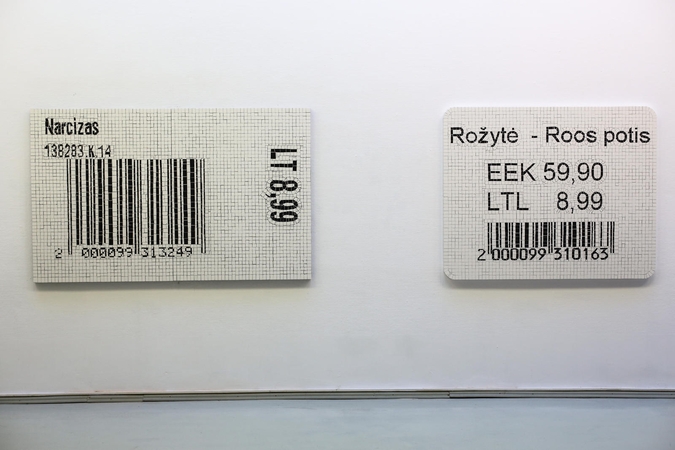 Narcizas
138283.K.14
LT 8,99
2 000099 313249
Rožytė - Roos potis
EEK 59,90
LTL 8,99
2 000099 310163